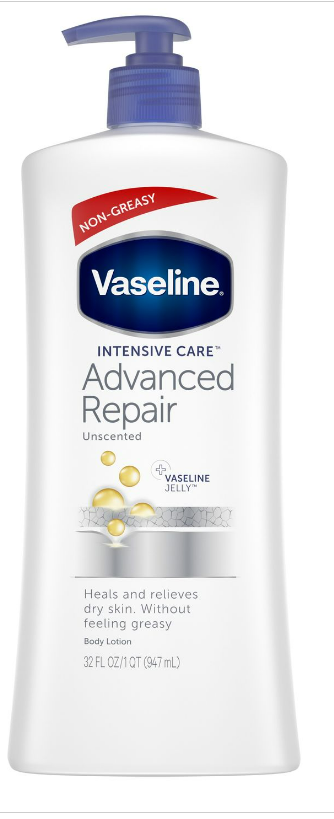 NON-GREASY
Vaseline®
INTENSIVE CARE™
Advanced
Repair
Unscented
VASELINE
JELLY™
Heals and relieves
dry skin. Without
feeling greasy
Body Lotion
32 FL OZ/1 QT (947 mL)